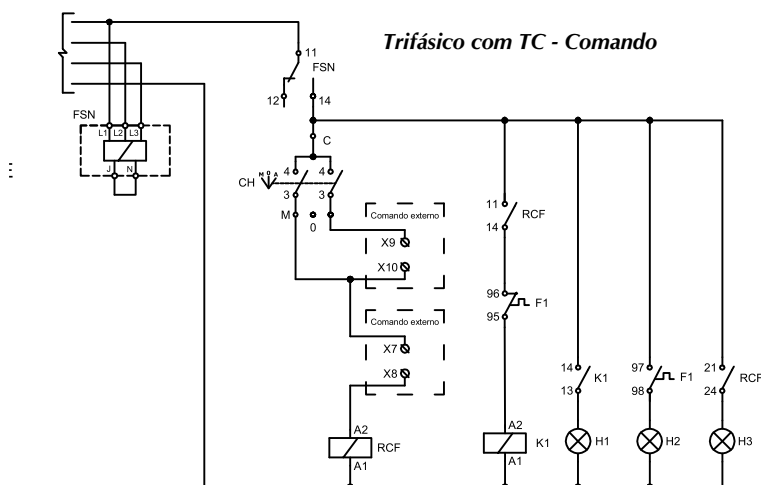 Trifásico com TC - Comando
11
FSN
12
14
FSN
L1 L2 L3
J N
C
4 4
CH
M 0 A
3 3
M 0
Comando externo
X9
X10
11
RCF
14
96
F1
95
Comando externo
X7
X8
14
K1
13
97
F1
98
21
RCF
24
A2
RCF
A1
A2
K1
A1
H1
H2
H3